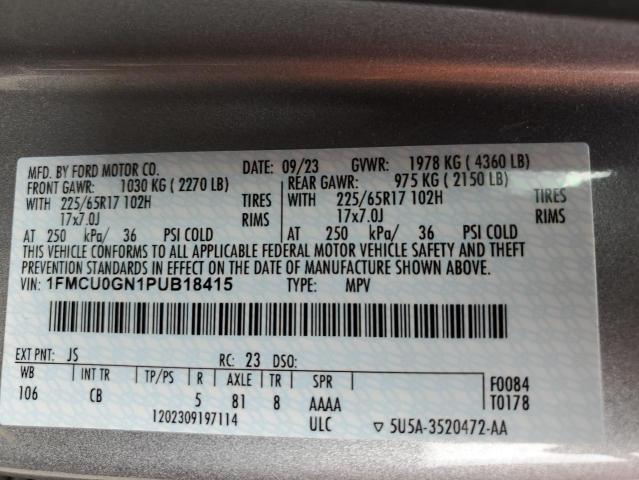 MFD. BY FORD MOTOR CO. DATE: 09/23 GVWR: 1978 KG ( 4360 LB)
FRONT GAWR: 1030 KG ( 2270 LB) REAR GAWR: 975 KG ( 2150 LB)
WITH 225/65R17 102H TIRES WITH 225/65R17 102H TIRES
17x7.0J RIMS 17x7.0J RIMS
AT 250 kPa/ 36 PSI COLD AT 250 kPa/ 36 PSI COLD
THIS VEHICLE CONFORMS TO ALL APPLICABLE FEDERAL MOTOR VEHICLE SAFETY AND THEFT
PREVENTION STANDARDS IN EFFECT ON THE DATE OF MANUFACTURE SHOWN ABOVE.
VIN: 1FMCU0GN1PUB18415 TYPE: MPV
EXT PNT: JS RC: 23 DSO:
WB INT TR TP/PS R AXLE TR SPR F0084
106 CB 5 81 8 AAAA T0178
1202309197114 ULC ▽ 5U5A-3520472-AA